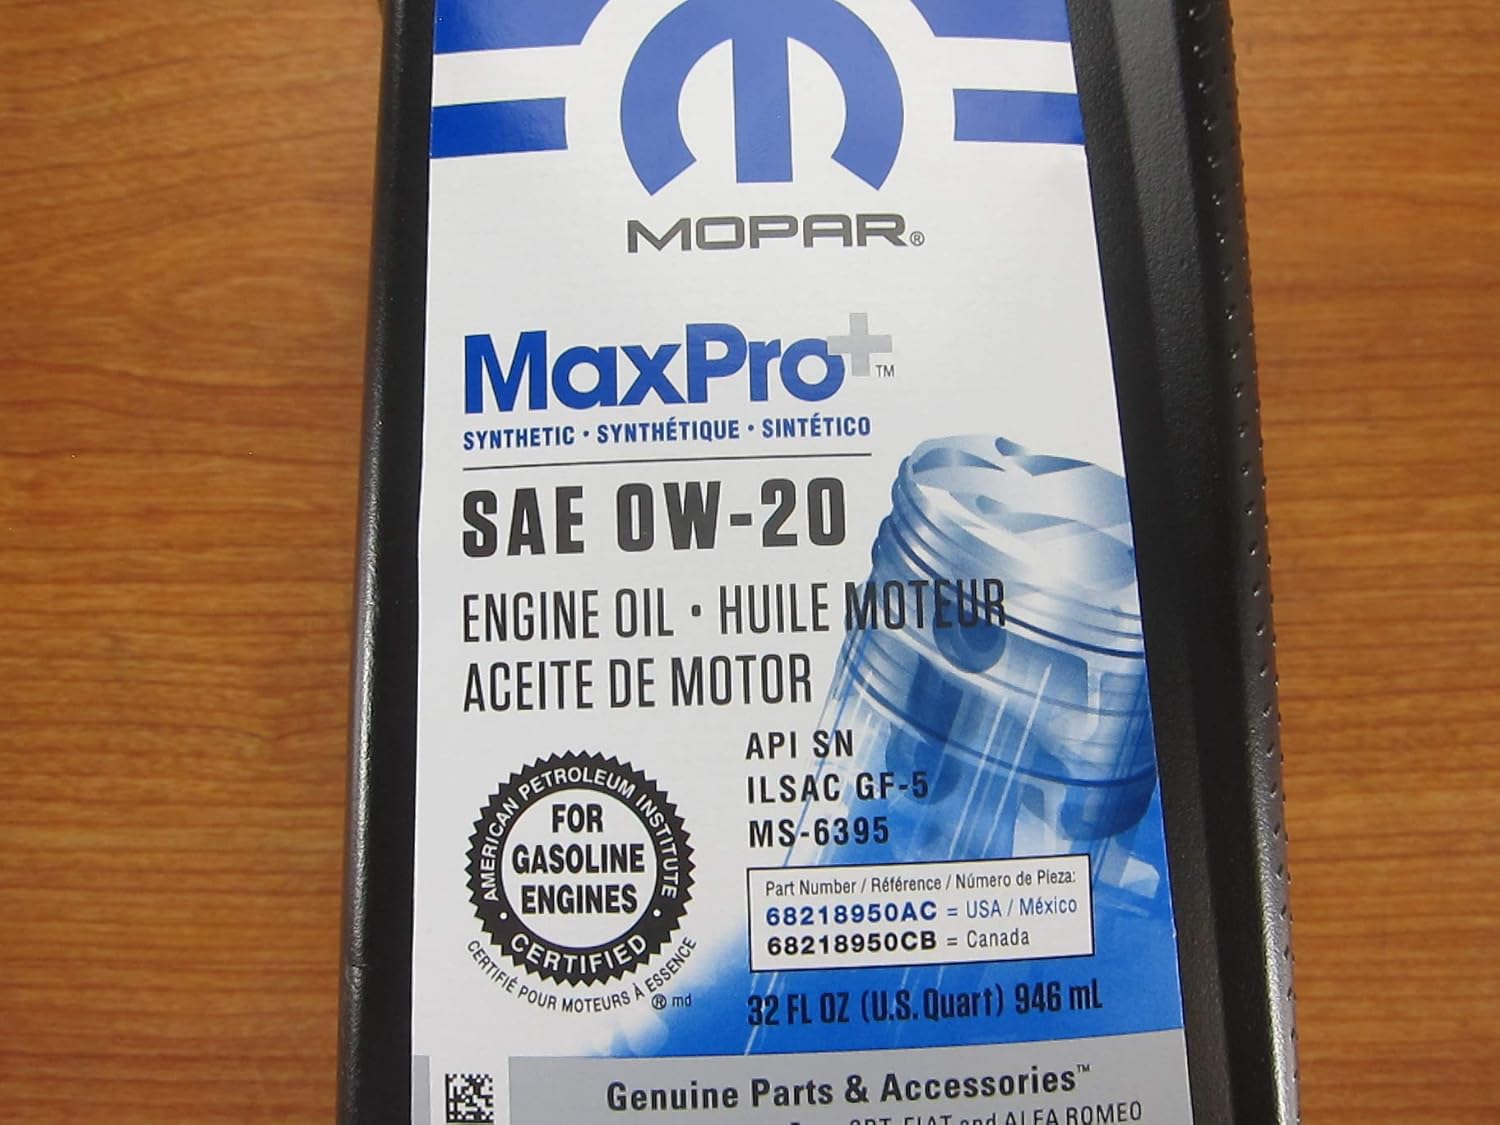 MOPAR®
MaxPro+™
SYNTHETIC • SYNTHÉTIQUE • SINTÉTICO
SAE 0W-20
ENGINE OIL • HUILE MOTEUR
ACEITE DE MOTOR
API SN
ILSAC GF-5
MS-6395
AMERICAN PETROLEUM INSTITUTE
FOR
GASOLINE
ENGINES
CERTIFIED
CERTIFIÉ POUR MOTEURS À ESSENCE
® md
Part Number / Référence / Número de Pieza:
68218950AC = USA / México
68218950CB = Canada
32 FL OZ (U.S. Quart) 946 mL
Genuine Parts & Accessories™
SRT, FIAT and ALFA ROMEO